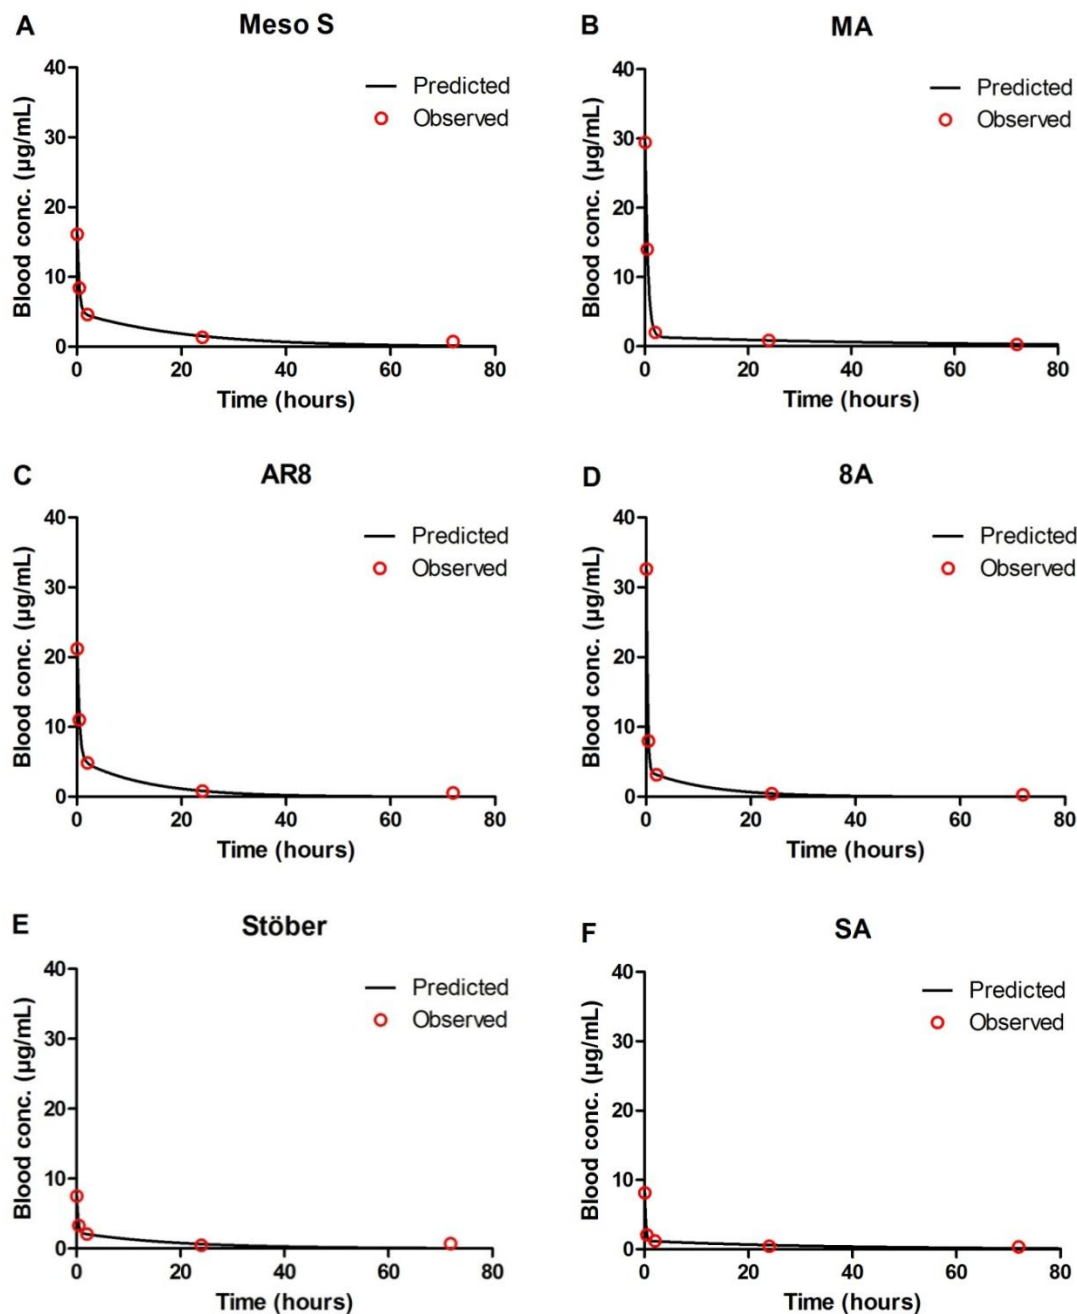 A
Meso S
Blood conc. (µg/mL)
40
30
20
10
0
Predicted
Observed
0 20 40 60 80
Time (hours)
B
MA
Blood conc. (µg/mL)
40
30
20
10
0
Predicted
Observed
0 20 40 60 80
Time (hours)
C
AR8
Blood conc. (µg/mL)
40
30
20
10
0
Predicted
Observed
0 20 40 60 80
Time (hours)
D
8A
Blood conc. (µg/mL)
40
30
20
10
0
Predicted
Observed
0 20 40 60 80
Time (hours)
E
Stöber
Blood conc. (µg/mL)
40
30
20
10
0
Predicted
Observed
0 20 40 60 80
Time (hours)
F
SA
Blood conc. (µg/mL)
40
30
20
10
0
Predicted
Observed
0 20 40 60 80
Time (hours)